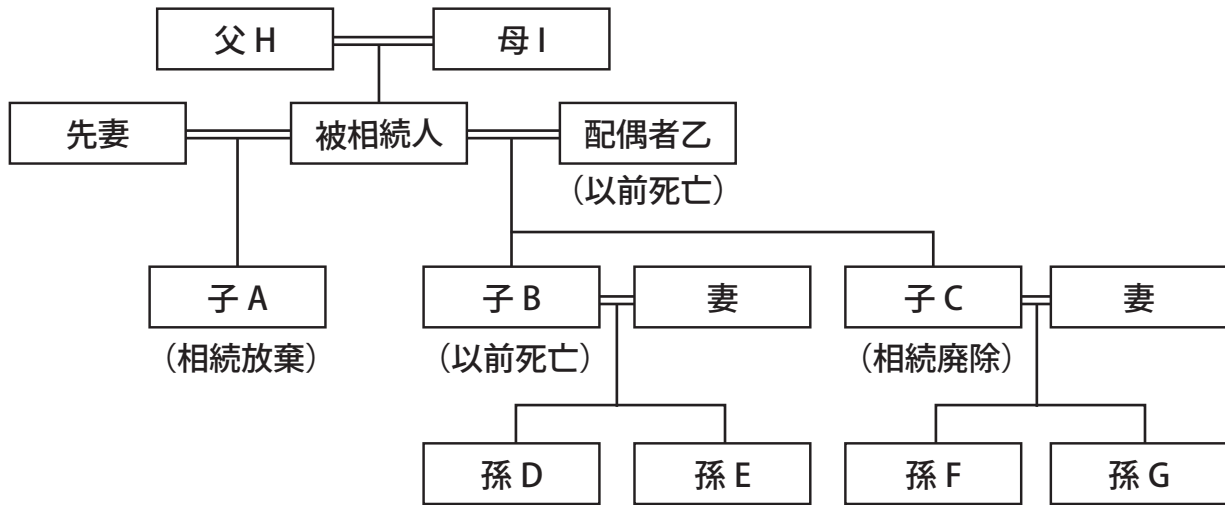 父 H
母 I
先妻
被相続人
配偶者乙
（以前死亡）
子 A
子 B
妻
子 C
妻
（相続放棄）
（以前死亡）
（相続廃除）
孫 D
孫 E
孫 F
孫 G